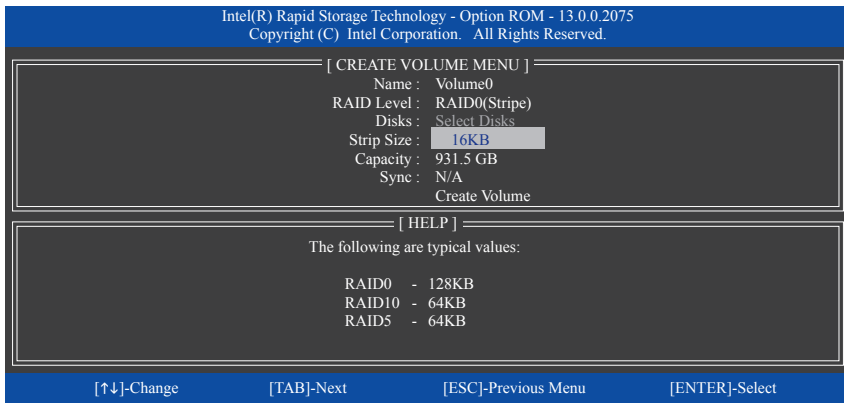 Intel(R) Rapid Storage Technology - Option ROM - 13.0.0.2075
Copyright (C) Intel Corporation. All Rights Reserved.
[ CREATE VOLUME MENU ]
Name : Volume0
RAID Level : RAID0(Stripe)
Disks : Select Disks
Strip Size : 16KB
Capacity : 931.5 GB
Sync : N/A
Create Volume
[ HELP ]
The following are typical values:
RAID0 - 128KB
RAID10 - 64KB
RAID5 - 64KB
[↑↓]-Change [TAB]-Next [ESC]-Previous Menu [ENTER]-Select